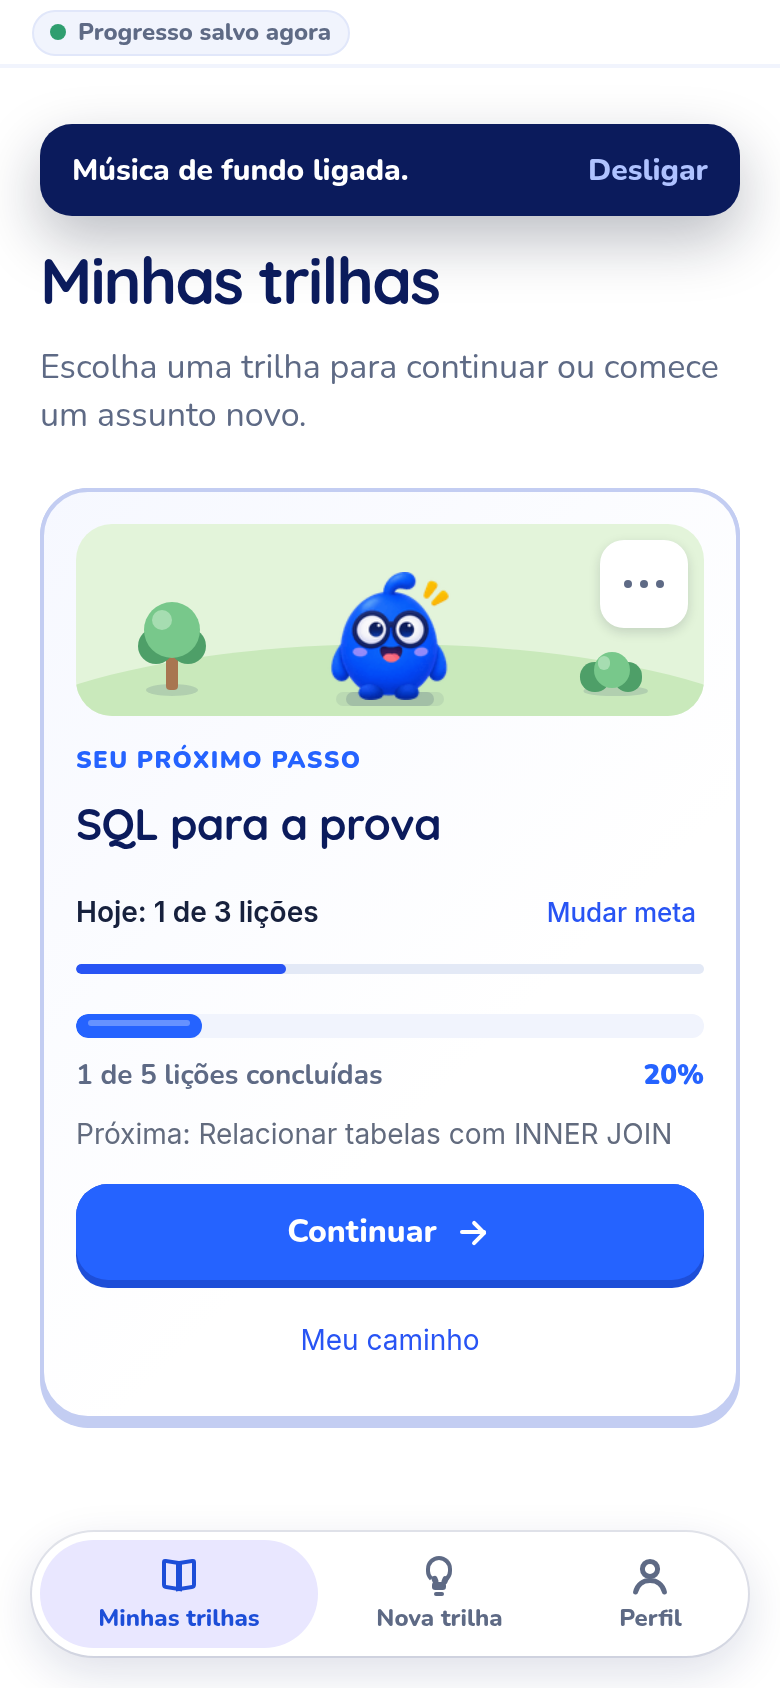 Progresso salvo agora
Música de fundo ligada. Desligar
Minhas trilhas
Escolha uma trilha para continuar ou comece
um assunto novo.
SEU PRÓXIMO PASSO
SQL para a prova
Hoje: 1 de 3 lições Mudar meta
1 de 5 lições concluídas 20%
Próxima: Relacionar tabelas com INNER JOIN
Continuar →
Meu caminho
Minhas trilhas Nova trilha Perfil